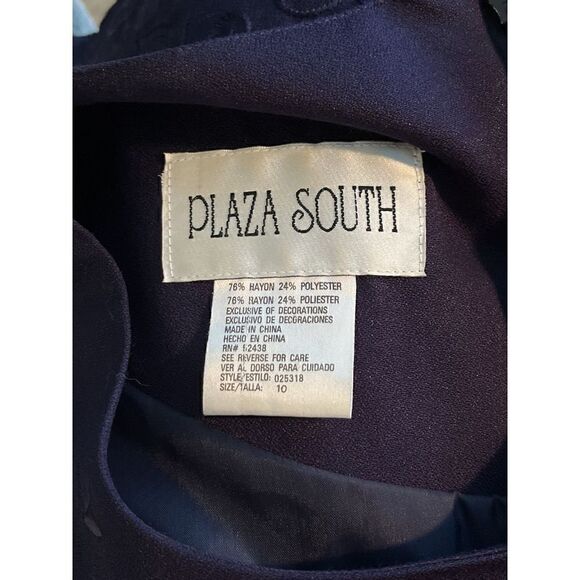 PLAZA SOUTH
76% RAYON 24% POLYESTER
76% RAYON 24% POLIESTER
EXCLUSIVE OF DECORATIONS
EXCLUSIVO DE DECORACIONES
MADE IN CHINA
HECHO EN CHINA
RN# 52438
SEE REVERSE FOR CARE
VER AL DORSO PARA CUIDADO
STYLE/ESTILO: 025318
SIZE/TALLA: 10